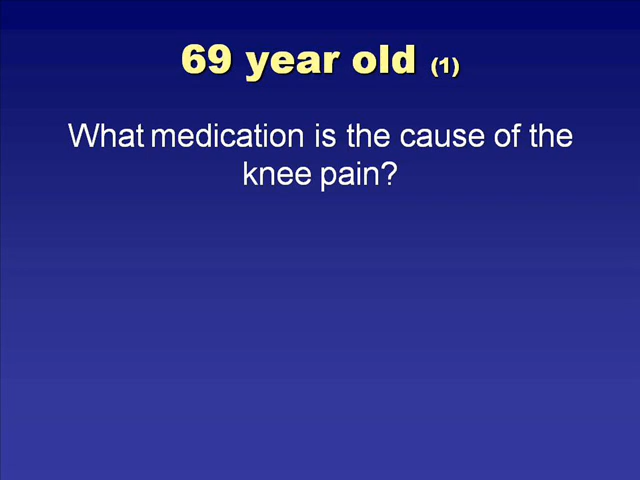 69 year old (1)
What medication is the cause of the
knee pain?